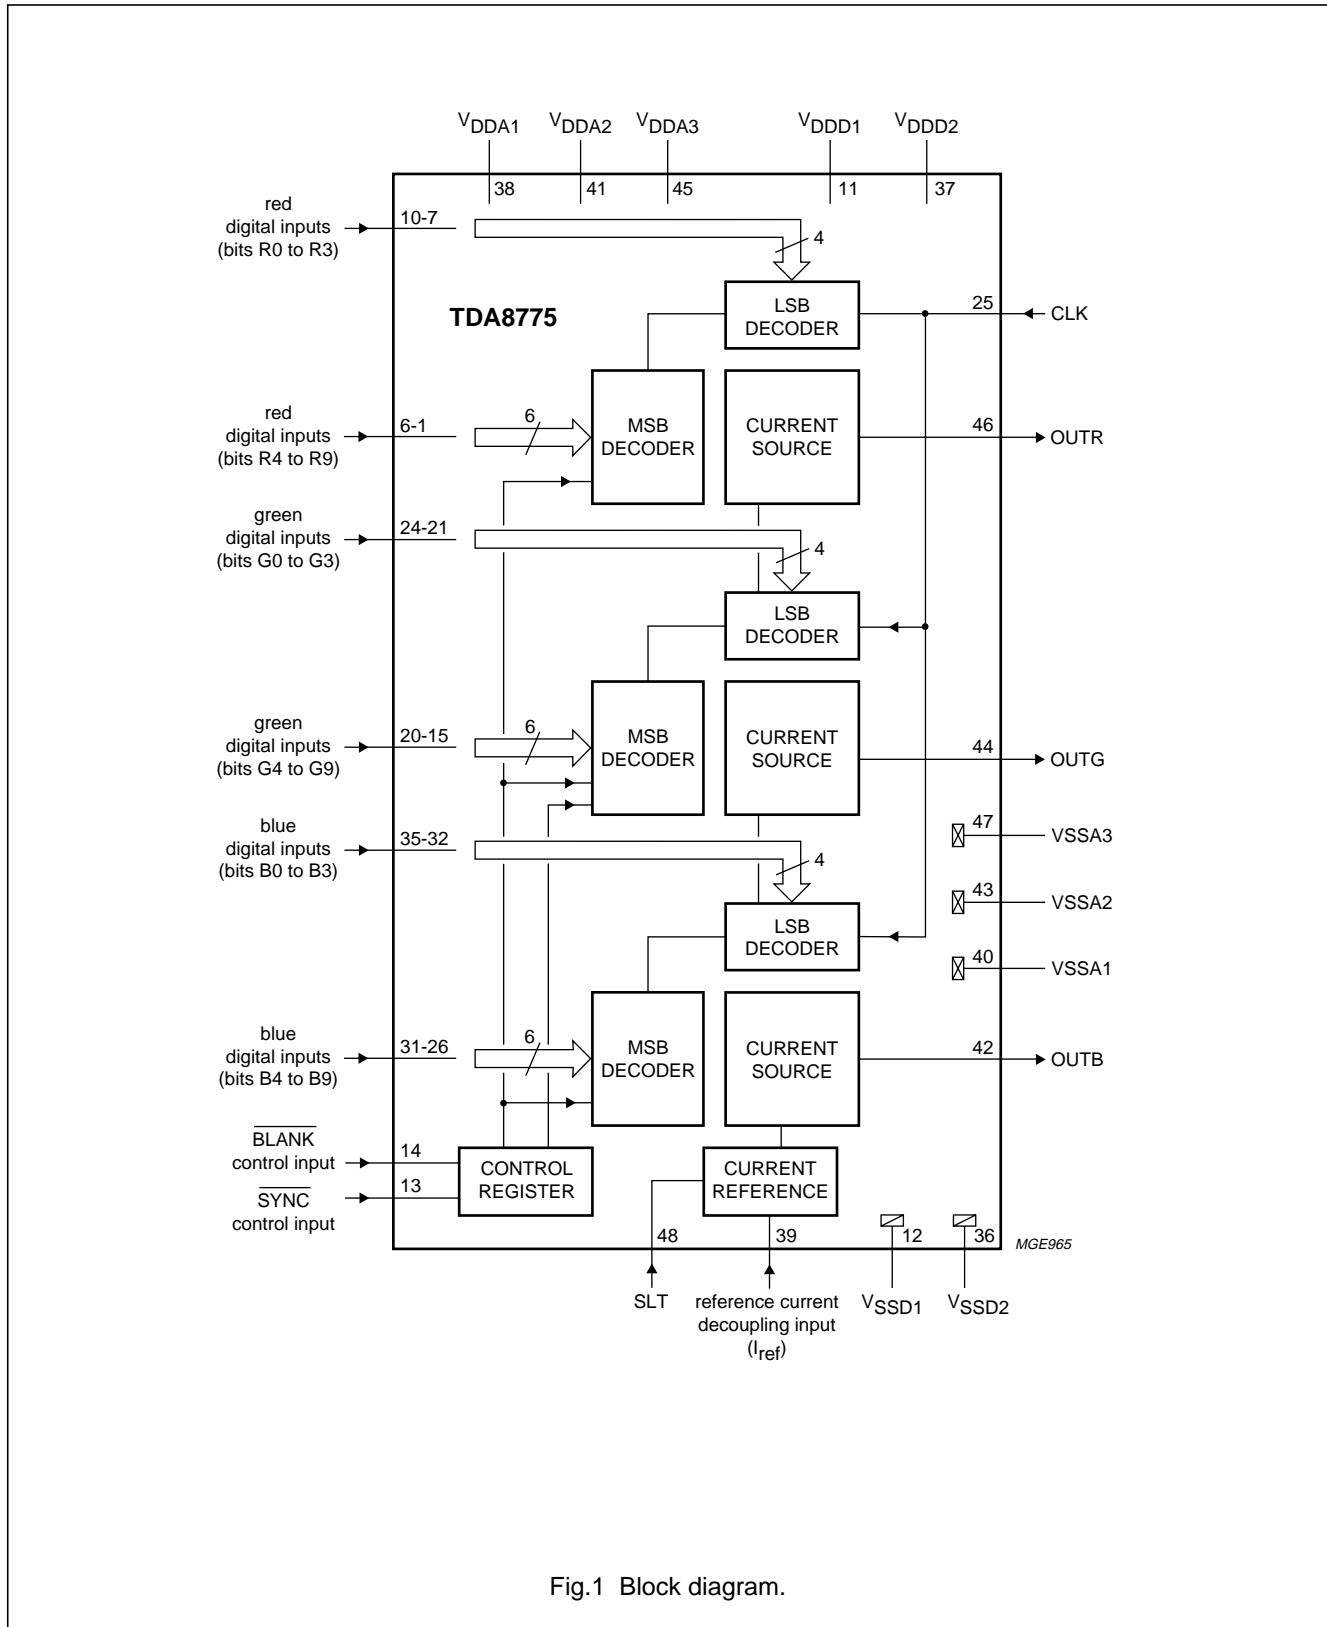 VDDA1 VDDA2 VDDA3 VDDD1 VDDD2
38 41 45 11 37
red
digital inputs
(bits R0 to R3)
10-7
4
LSB
DECODER
25
CLK
TDA8775
red
digital inputs
(bits R4 to R9)
6-1
6
MSB
DECODER
CURRENT
SOURCE
46
OUTR
green
digital inputs
(bits G0 to G3)
24-21
4
LSB
DECODER
green
digital inputs
(bits G4 to G9)
20-15
6
MSB
DECODER
CURRENT
SOURCE
44
OUTG
blue
digital inputs
(bits B0 to B3)
35-32
4
47
VSSA3
LSB
DECODER
43
VSSA2
40
VSSA1
blue
digital inputs
(bits B4 to B9)
31-26
6
MSB
DECODER
CURRENT
SOURCE
42
OUTB
BLANK
control input
14
SYNC
control input
13
CONTROL
REGISTER
CURRENT
REFERENCE
48 39 12 36
MGE965
SLT
reference current
decoupling input
(Iref)
VSSD1 VSSD2
Fig.1 Block diagram.